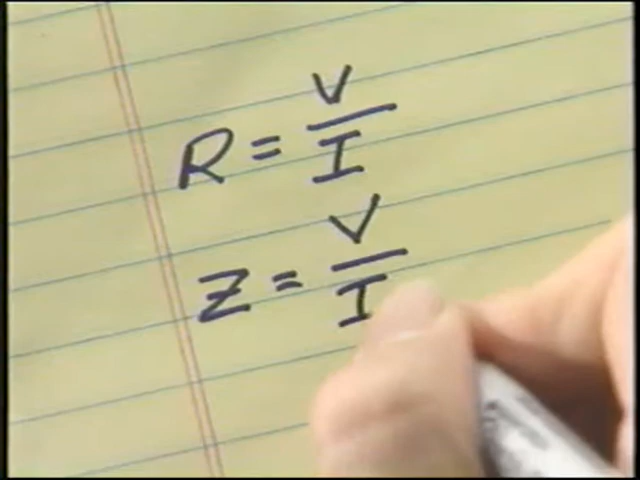 R = V/I
Z = V/I